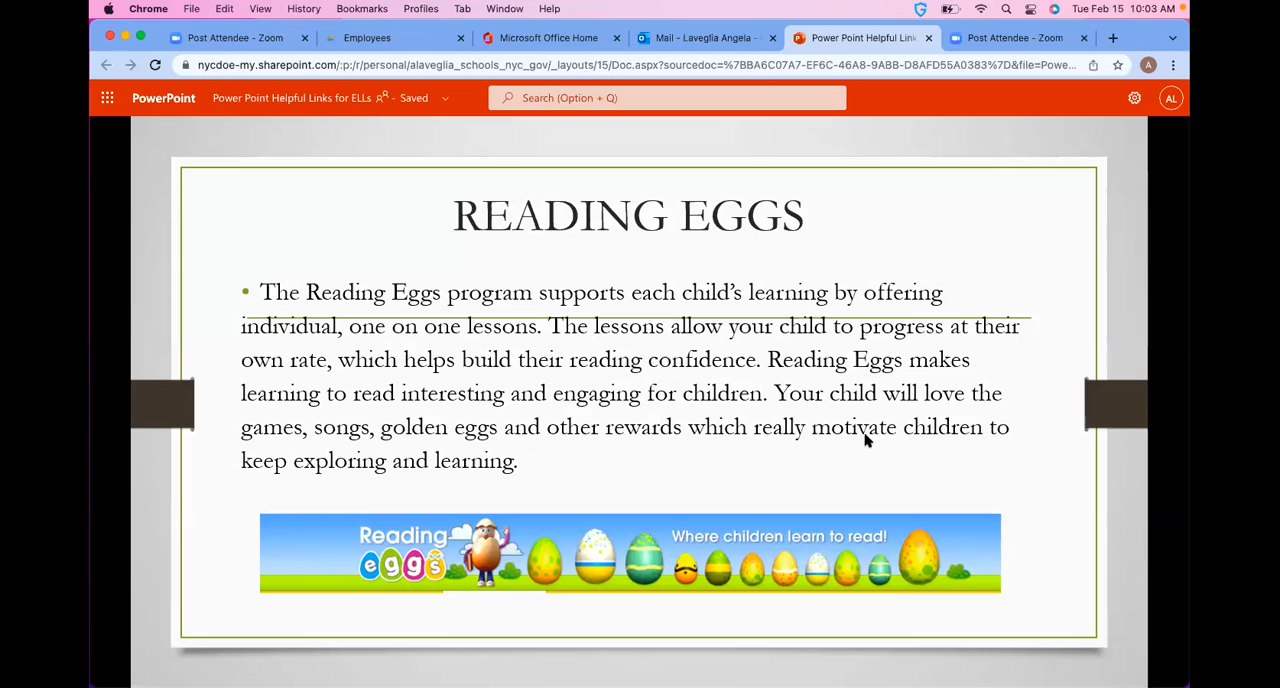 Chrome File Edit View History Bookmarks Profiles Tab Window Help Tue Feb 15 10:03 AM
Post Attendee - Zoom Employees Microsoft Office Home Mail - Laveglia Angela - Power Point Helpful Link Post Attendee - Zoom
nycdoe-my.sharepoint.com/:p:/r/personal/alaveglia_schools_nyc_gov/_layouts/15/Doc.aspx?sourcedoc=%7BBA6C07A7-EF6C-46A8-9ABB-D8AFD55A0383%7D&file=Powe... A
PowerPoint Power Point Helpful Links for ELLs - Saved Search (Option + Q) AL
READING EGGS
• The Reading Eggs program supports each child’s learning by offering
individual, one on one lessons. The lessons allow your child to progress at their
own rate, which helps build their reading confidence. Reading Eggs makes
learning to read interesting and engaging for children. Your child will love the
games, songs, golden eggs and other rewards which really motivate children to
keep exploring and learning.
Reading Where children learn to read!
eggs